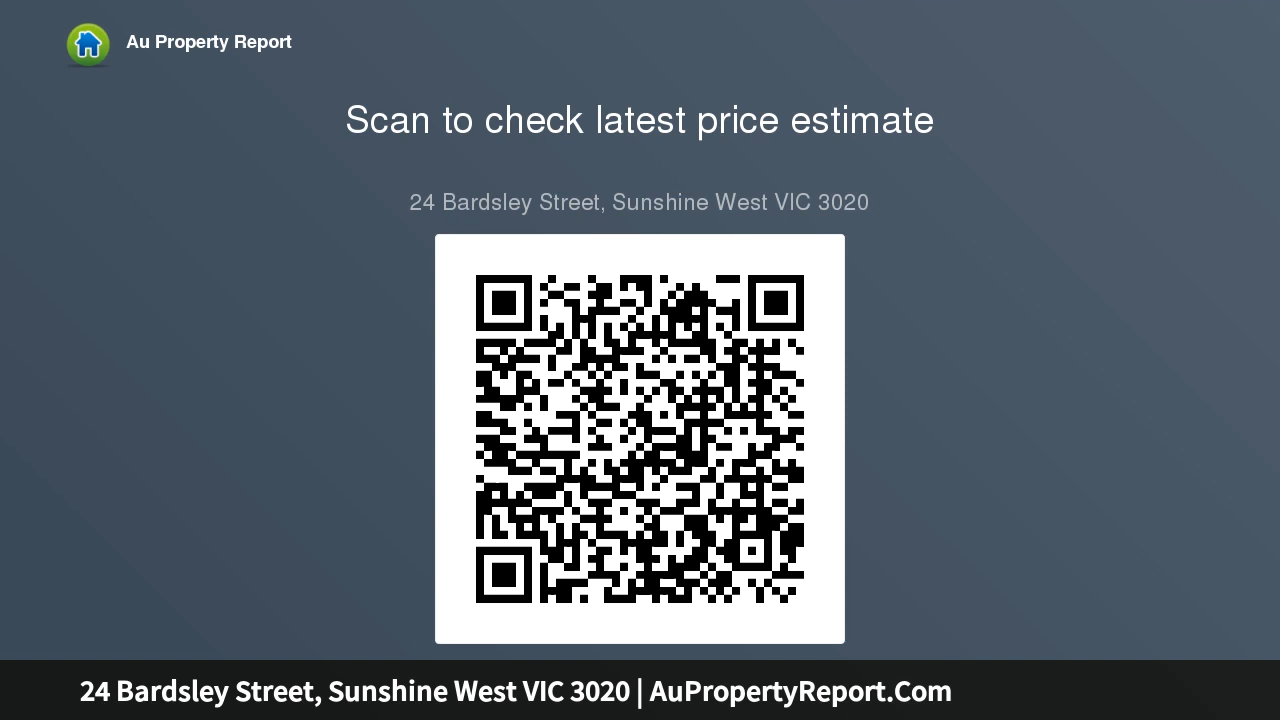 Au Property Report
Scan to check latest price estimate
24 Bardsley Street, Sunshine West VIC 3020
24 Bardsley Street, Sunshine West VIC 3020 | AuPropertyReport.Com